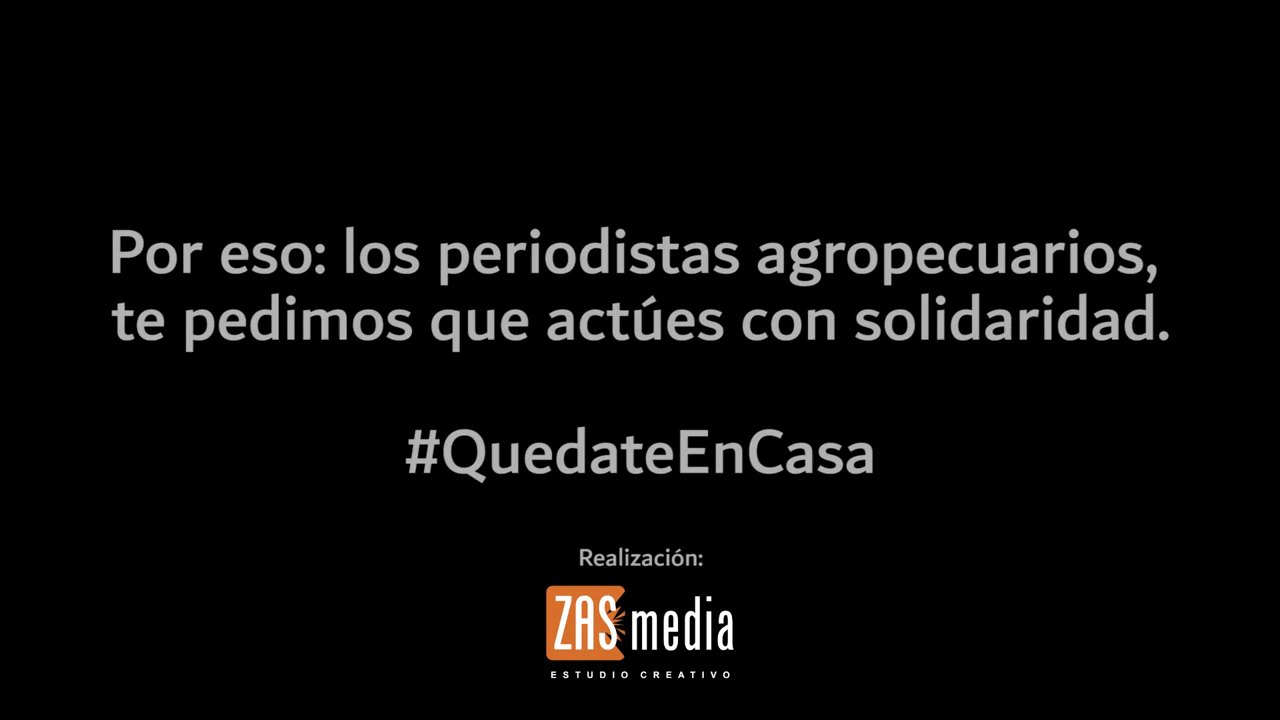 Por eso: los periodistas agropecuarios,
te pedimos que actúes con solidaridad.
#QuedateEnCasa
Realización:
ZAS media
ESTUDIO CREATIVO